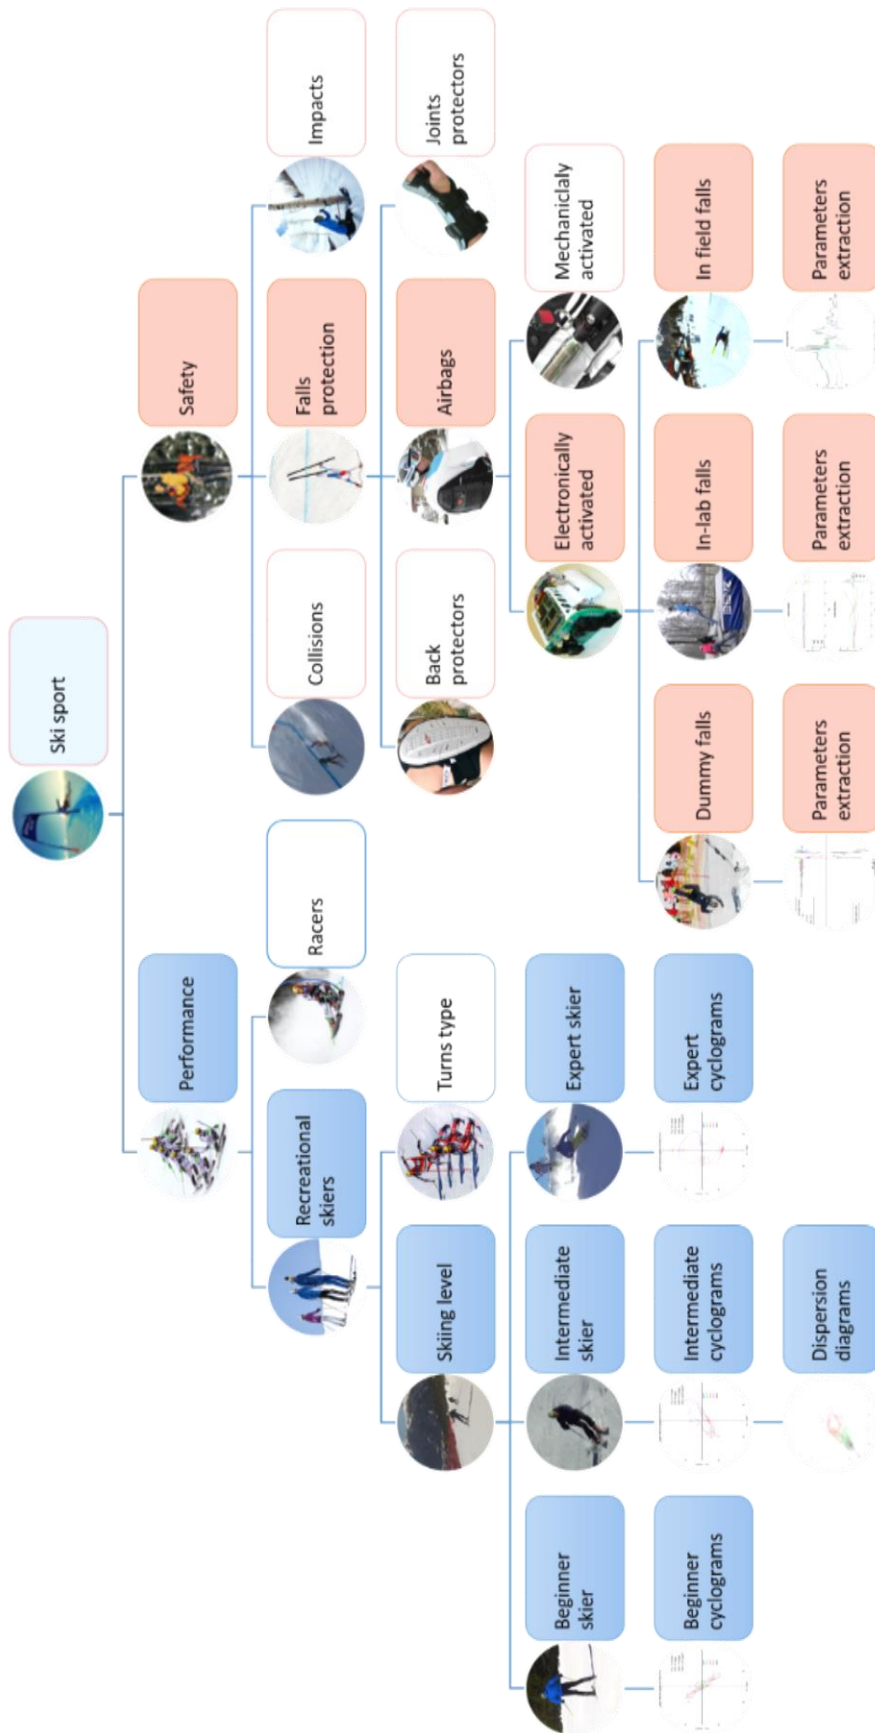 Ski sport
Performance
Safety
Recreational
skiers
Racers
Collisions
Falls
protection
Impacts
Skiing level
Turns type
Back
protectors
Airbags
Joints
protectors
Beginner
skier
Intermediate
skier
Expert skier
Electronically
activated
Mechaniclaly
activated
Beginner
cyclograms
Intermediate
cyclograms
Expert
cyclograms
Dummy falls
In-lab falls
In field falls
Dispersion
diagrams
Parameters
extraction
Parameters
extraction
Parameters
extraction